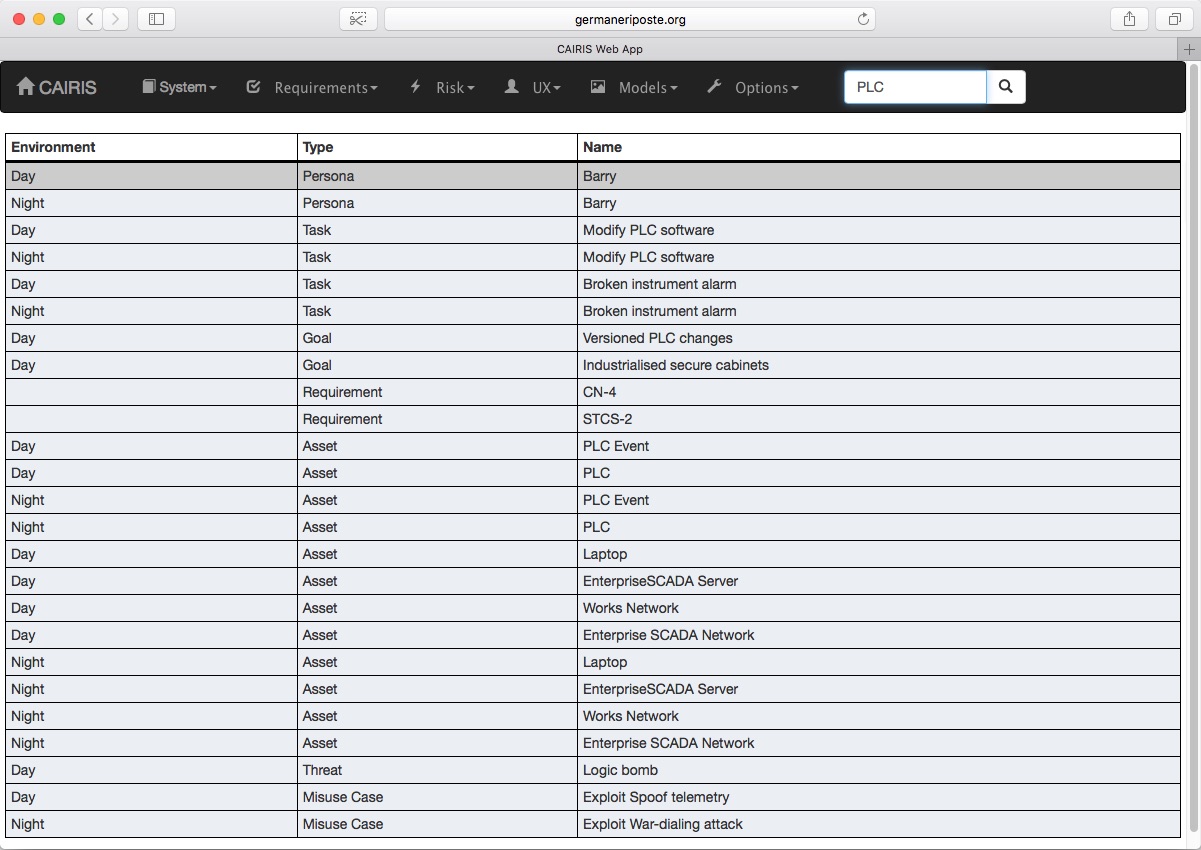 germaneriposte.org
CAIRIS Web App
CAIRIS System Requirements Risk UX Models Options PLC
Environment Type Name
Day Persona Barry
Night Persona Barry
Day Task Modify PLC software
Night Task Modify PLC software
Day Task Broken instrument alarm
Night Task Broken instrument alarm
Day Goal Versioned PLC changes
Day Goal Industrialised secure cabinets
Requirement CN-4
Requirement STCS-2
Day Asset PLC Event
Day Asset PLC
Night Asset PLC Event
Night Asset PLC
Day Asset Laptop
Day Asset EnterpriseSCADA Server
Day Asset Works Network
Day Asset Enterprise SCADA Network
Night Asset Laptop
Night Asset EnterpriseSCADA Server
Night Asset Works Network
Night Asset Enterprise SCADA Network
Day Threat Logic bomb
Day Misuse Case Exploit Spoof telemetry
Night Misuse Case Exploit War-dialing attack